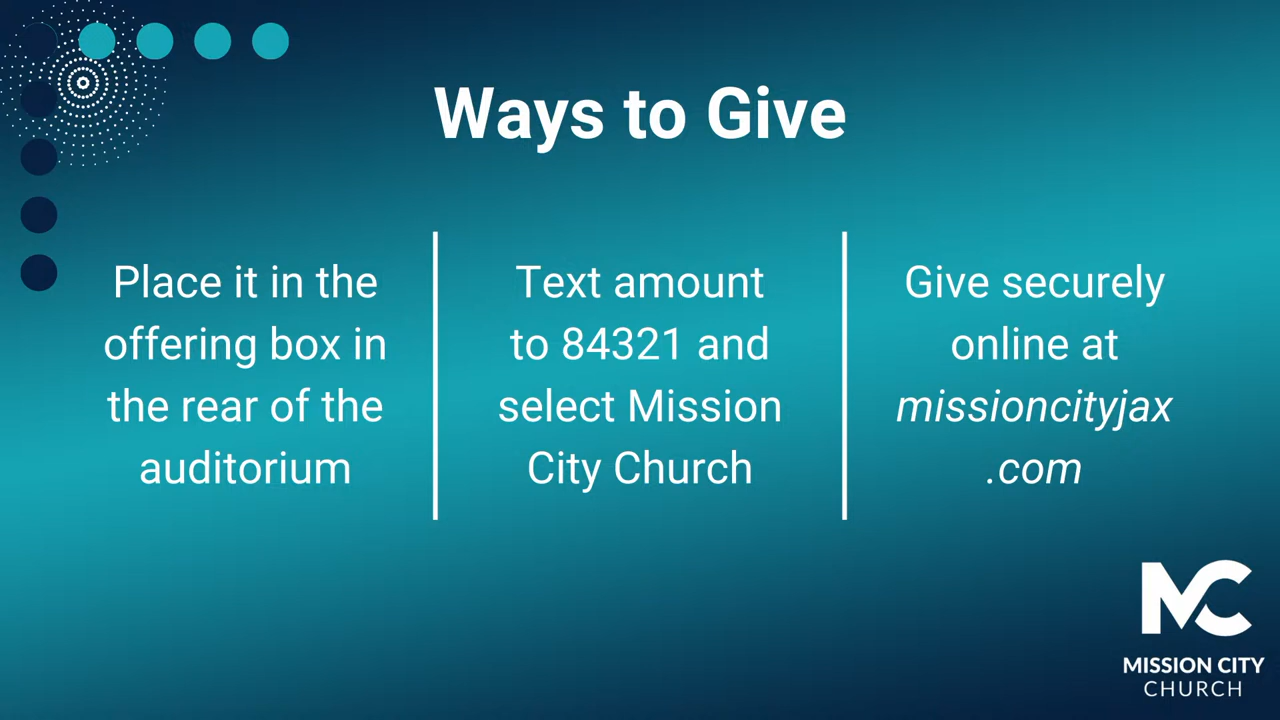 Ways to Give
Place it in the
offering box in
the rear of the
auditorium
Text amount
to 84321 and
select Mission
City Church
Give securely
online at
missioncityjax
.com
MC
MISSION CITY
CHURCH